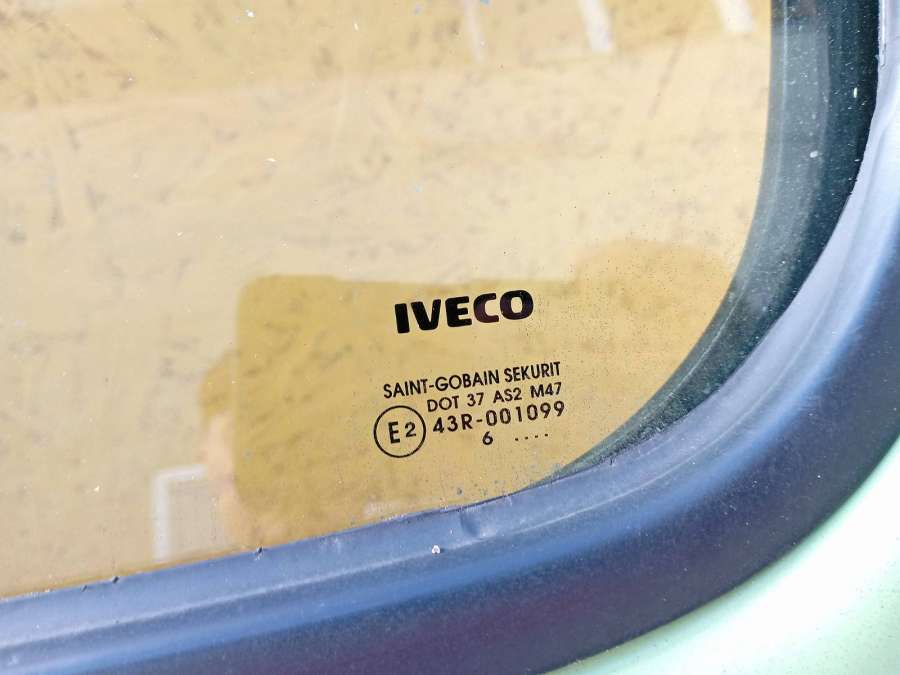 IVECO
SAINT-GOBAIN SEKURIT
DOT 37 AS2 M47
E2 43R-001099
6 ....